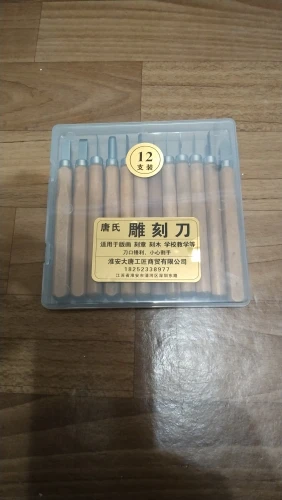 12
支装
唐氏 雕刻刀
适用于版画 刻章 刻木 学校教学等
刀口锋利，小心割手
淮安大唐工匠商贸有限公司
18252338977